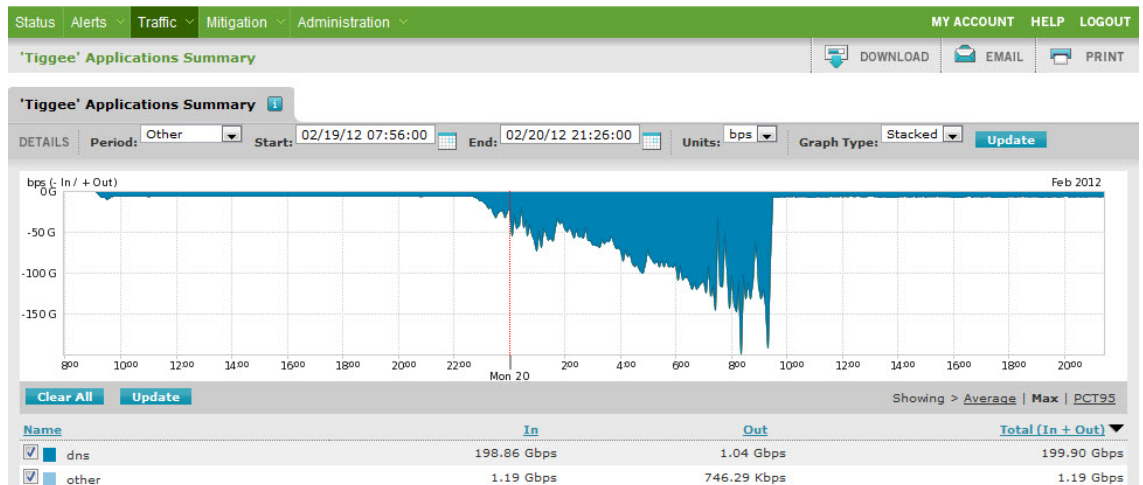 Status Alerts Traffic Mitigation Administration MY ACCOUNT HELP LOGOUT
'Tiggee' Applications Summary DOWNLOAD EMAIL PRINT
'Tiggee' Applications Summary i
DETAILS Period: Other Start: 02/19/12 07:56:00 End: 02/20/12 21:26:00 Units: bps Graph Type: Stacked Update
bps (- In / + Out) Feb 2012
0G
-50 G
-100 G
-150 G
800 1000 1200 1400 1600 1800 2000 2200 200 400 600 800 1000 1200 1400 1600 1800 2000
Mon 20
Clear All Update Showing > Average | Max | PCT95
Name In Out Total (In + Out)
dns 198.86 Gbps 1.04 Gbps 199.90 Gbps
other 1.19 Gbps 746.29 Kbps 1.19 Gbps